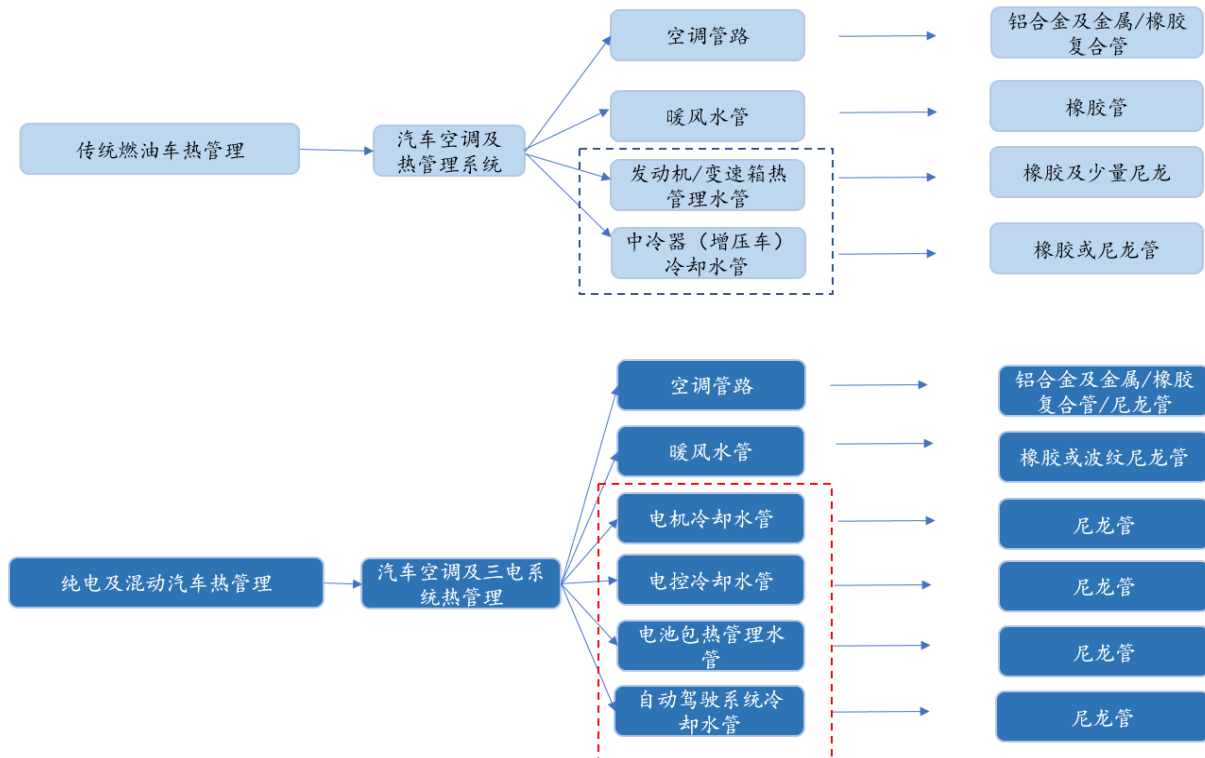 空调管路
铝合金及金属/橡胶
复合管
暖风水管
橡胶管
传统燃油车热管理
汽车空调及
热管理系统
发动机/变速箱热
管理水管
橡胶及少量尼龙
中冷器（增压车）
冷却水管
橡胶或尼龙管
空调管路
铝合金及金属/橡胶
复合管/尼龙管
暖风水管
橡胶或波纹尼龙管
电机冷却水管
尼龙管
纯电及混动汽车热管理
汽车空调及三电系
统热管理
电控冷却水管
尼龙管
电池包热管理水
管
尼龙管
自动驾驶系统冷
却水管
尼龙管